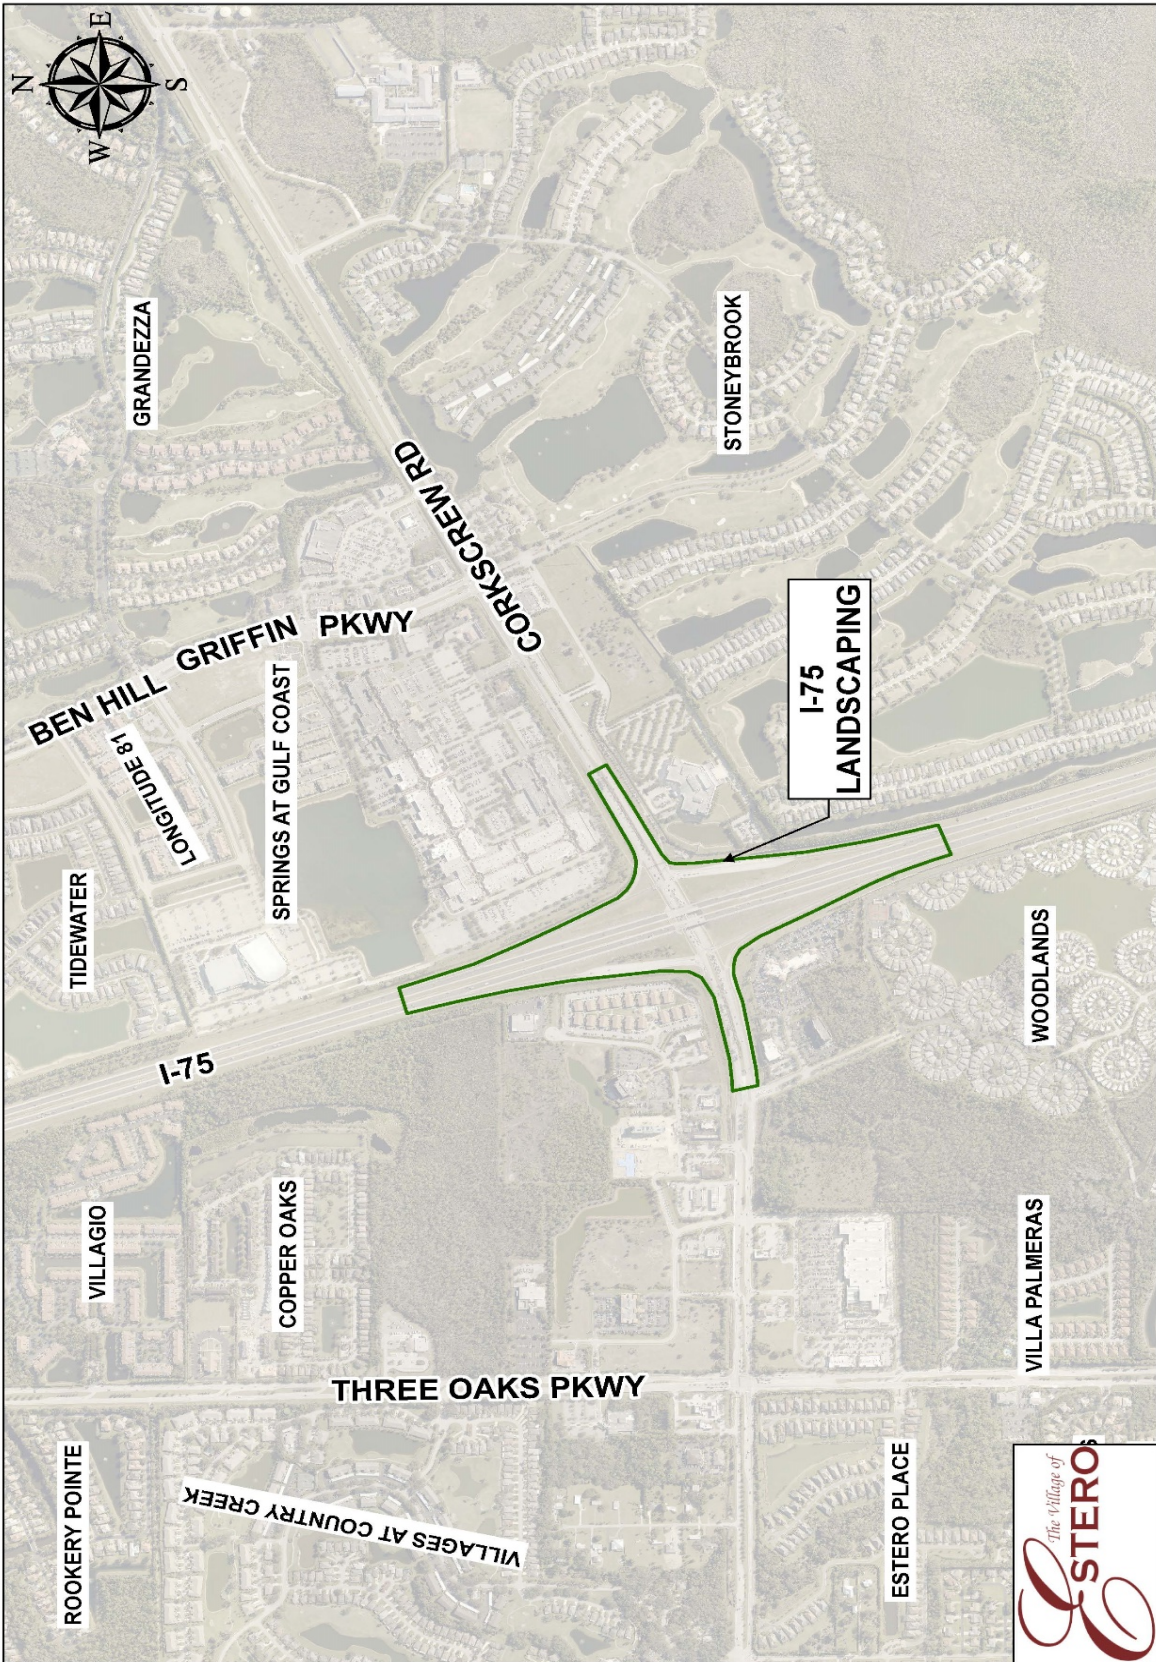 N
E
S
W
GRANDEZZA
CORKSCREW RD
STONEYBROOK
BEN HILL GRIFFIN PKWY
LONGITUDE 81
SPRINGS AT GULF COAST
TIDEWATER
I-75
LANDSCAPING
I-75
WOODLANDS
VILLAGIO
COPPER OAKS
VILLA PALMERAS
THREE OAKS PKWY
ROOKERY POINTE
VILLAGES AT COUNTRY CREEK
ESTERO PLACE
The Village of
ESTERO